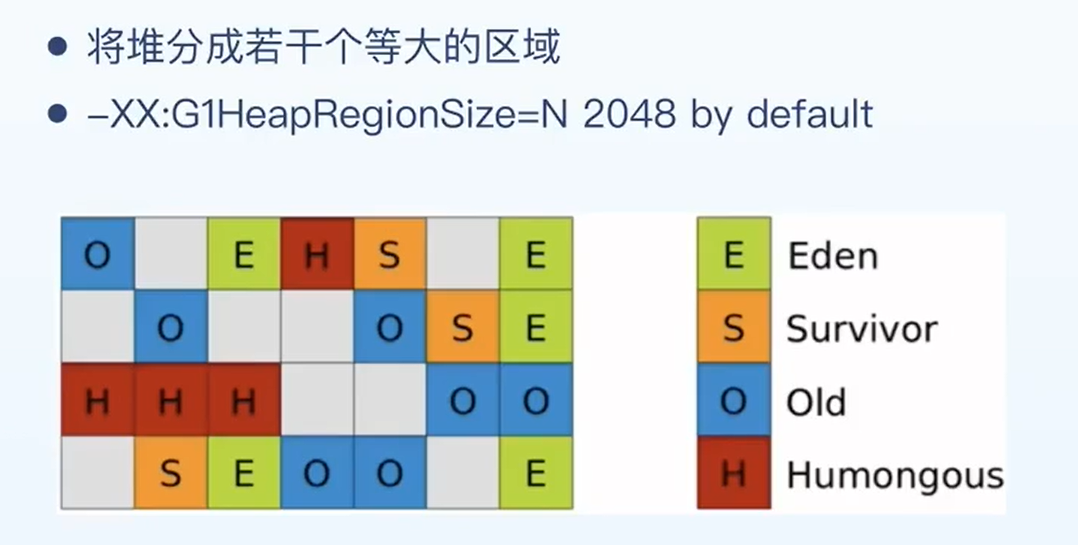 将堆分成若干个等大的区域
–XX:G1HeapRegionSize=N 2048 by default
O E H S E
O O S E
H H H O O
S E O O E
E Eden
S Survivor
O Old
H Humongous